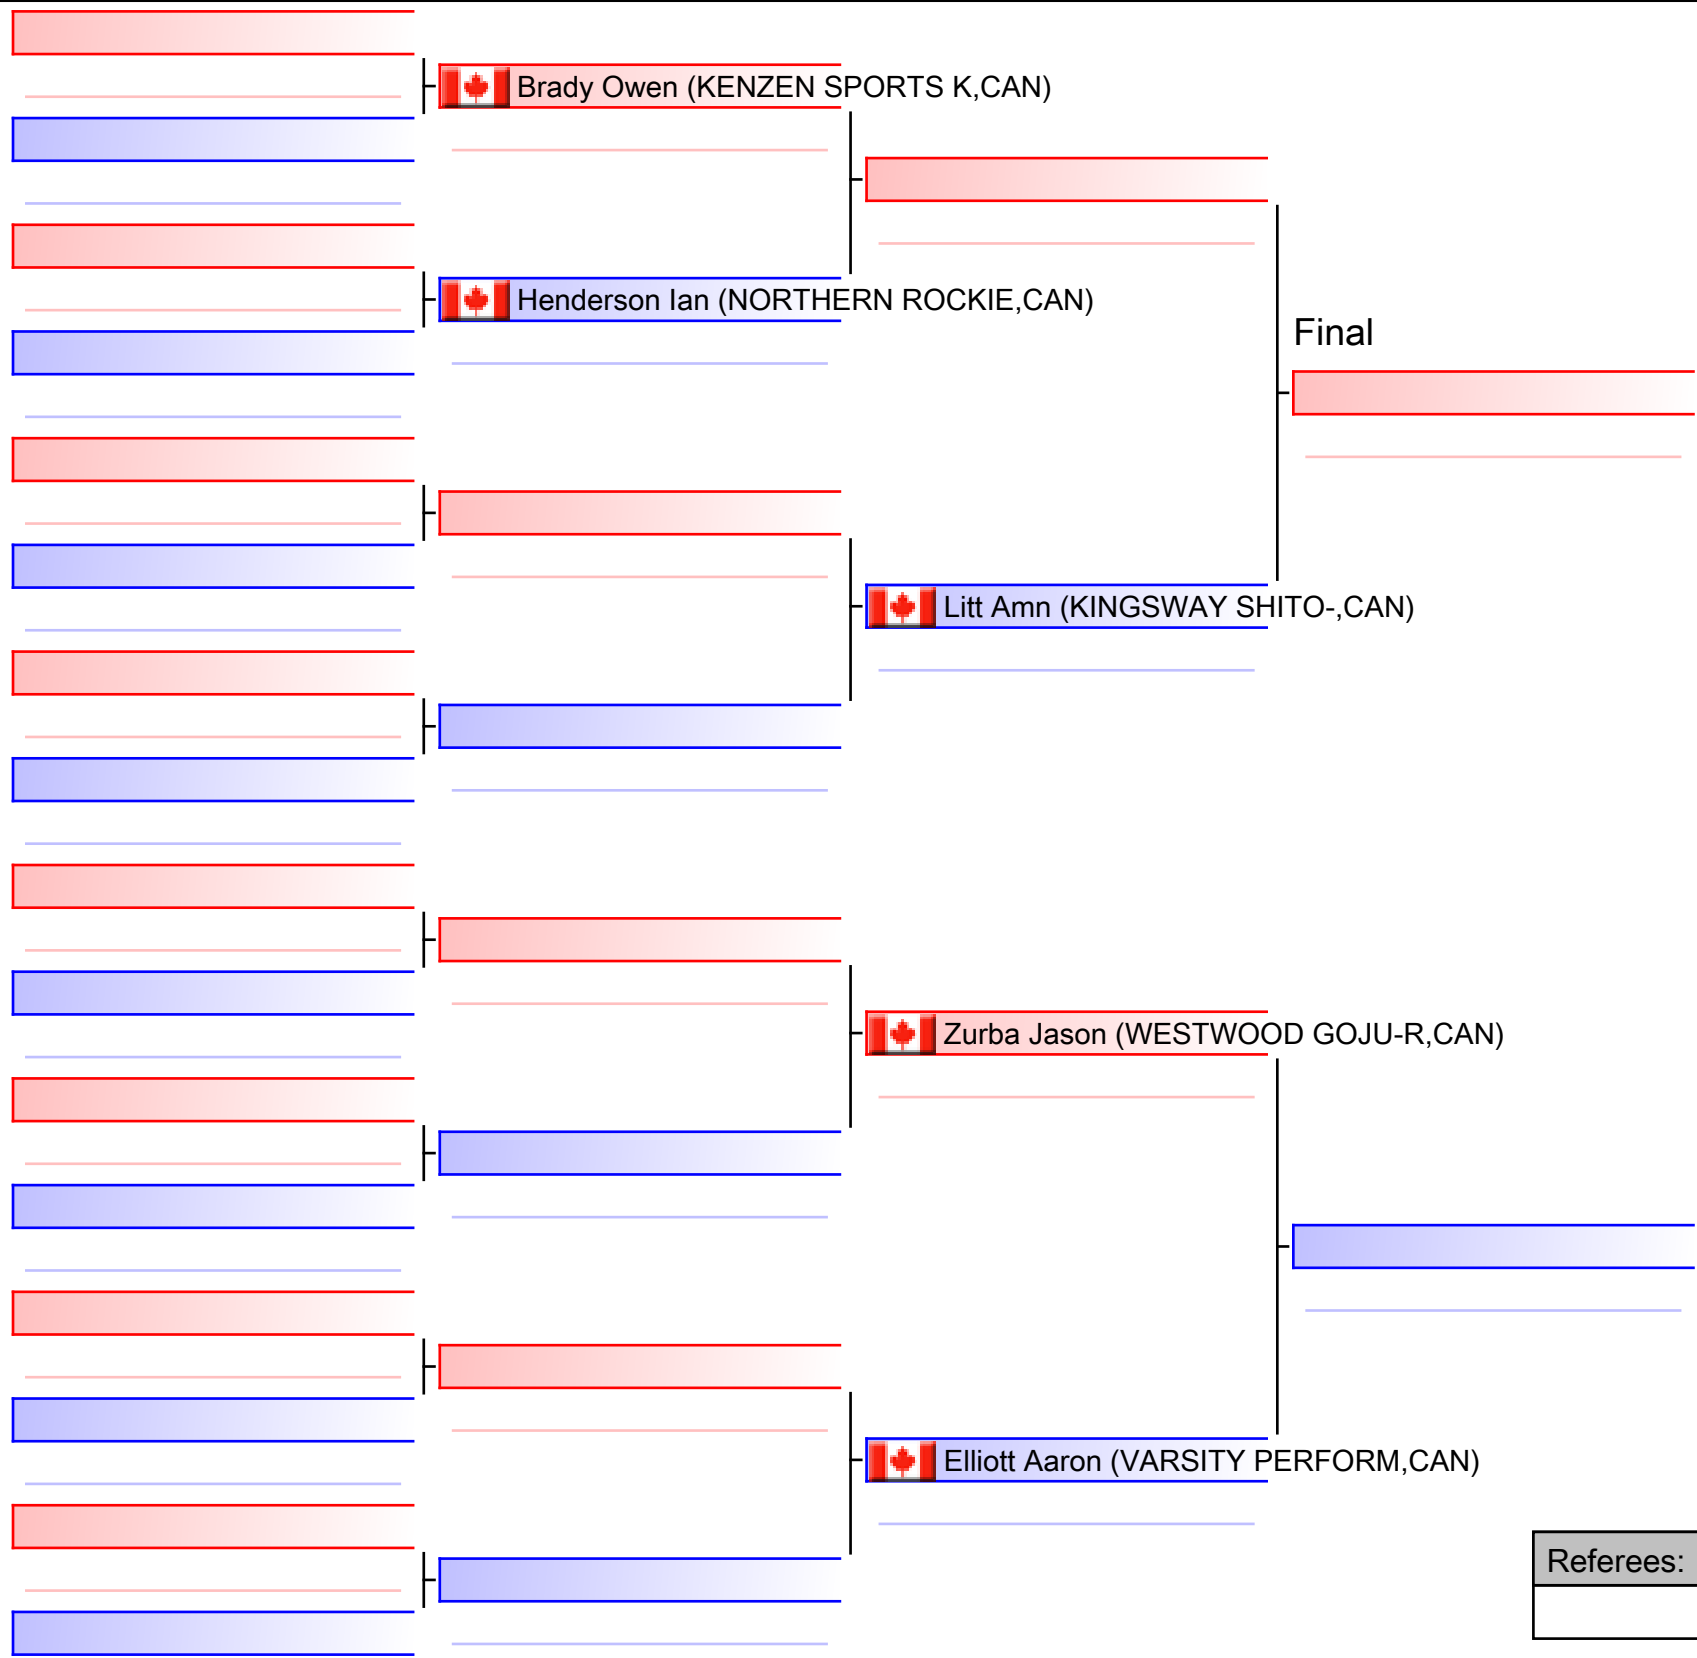 Brady Owen (KENZEN SPORTS K,CAN)
Henderson Ian (NORTHERN ROCKIE,CAN)
Final
Litt Amn (KINGSWAY SHITO-,CAN)
Zurba Jason (WESTWOOD GOJU-R,CAN)
Elliott Aaron (VARSITY PERFORM,CAN)
Referees: